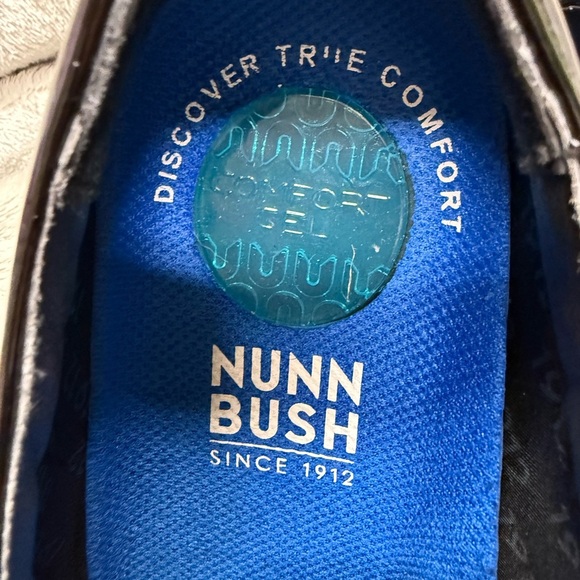 DISCOVER TRUE COMFORT
COMFORT
GEL
NUNN
BUSH
SINCE 1912